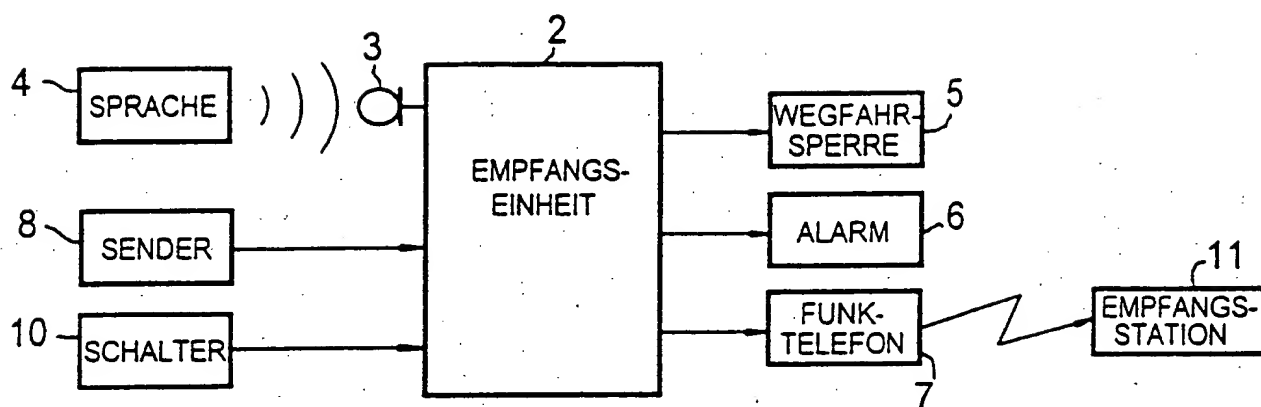 2
3
4
SPRACHE
WEGFAHR-
SPERRE
5
EMPFANGS-
EINHEIT
8
SENDER
ALARM
6
10
SCHALTER
FUNK-
TELEFON
7
11
EMPFANGS-
STATION